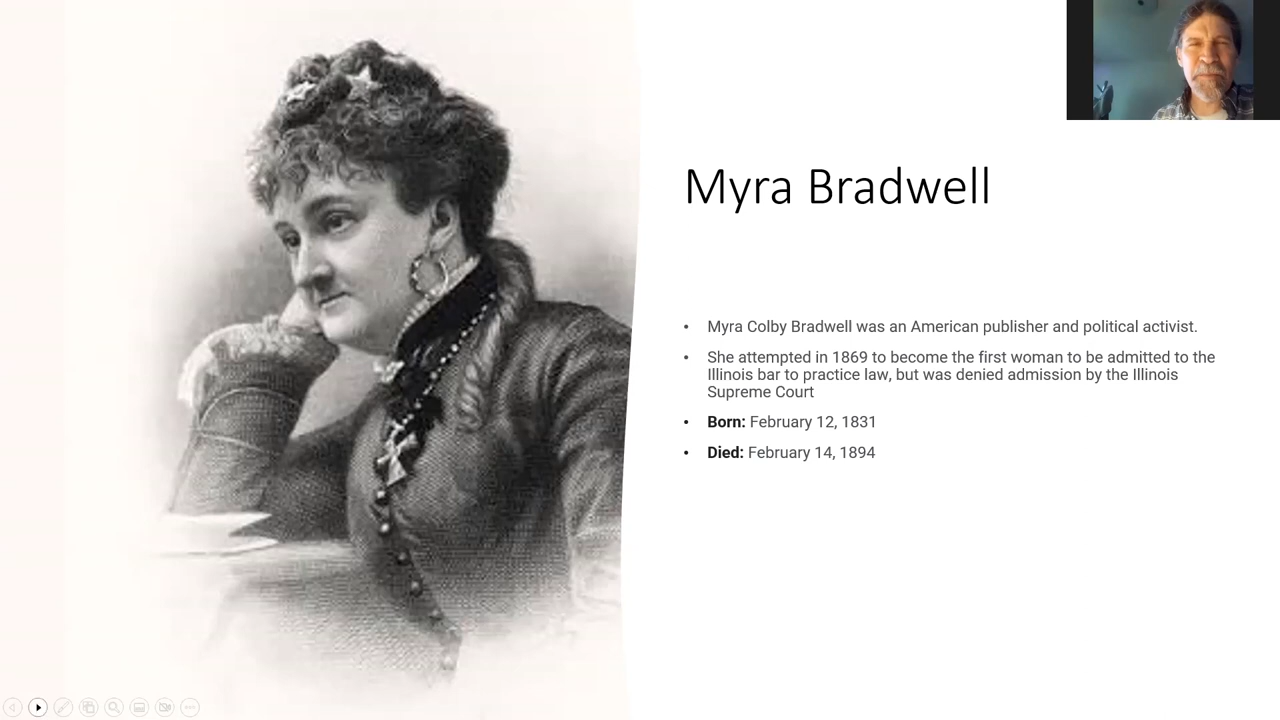 Myra Bradwell
• Myra Colby Bradwell was an American publisher and political activist.
• She attempted in 1869 to become the first woman to be admitted to the
Illinois bar to practice law, but was denied admission by the Illinois
Supreme Court
• Born: February 12, 1831
• Died: February 14, 1894